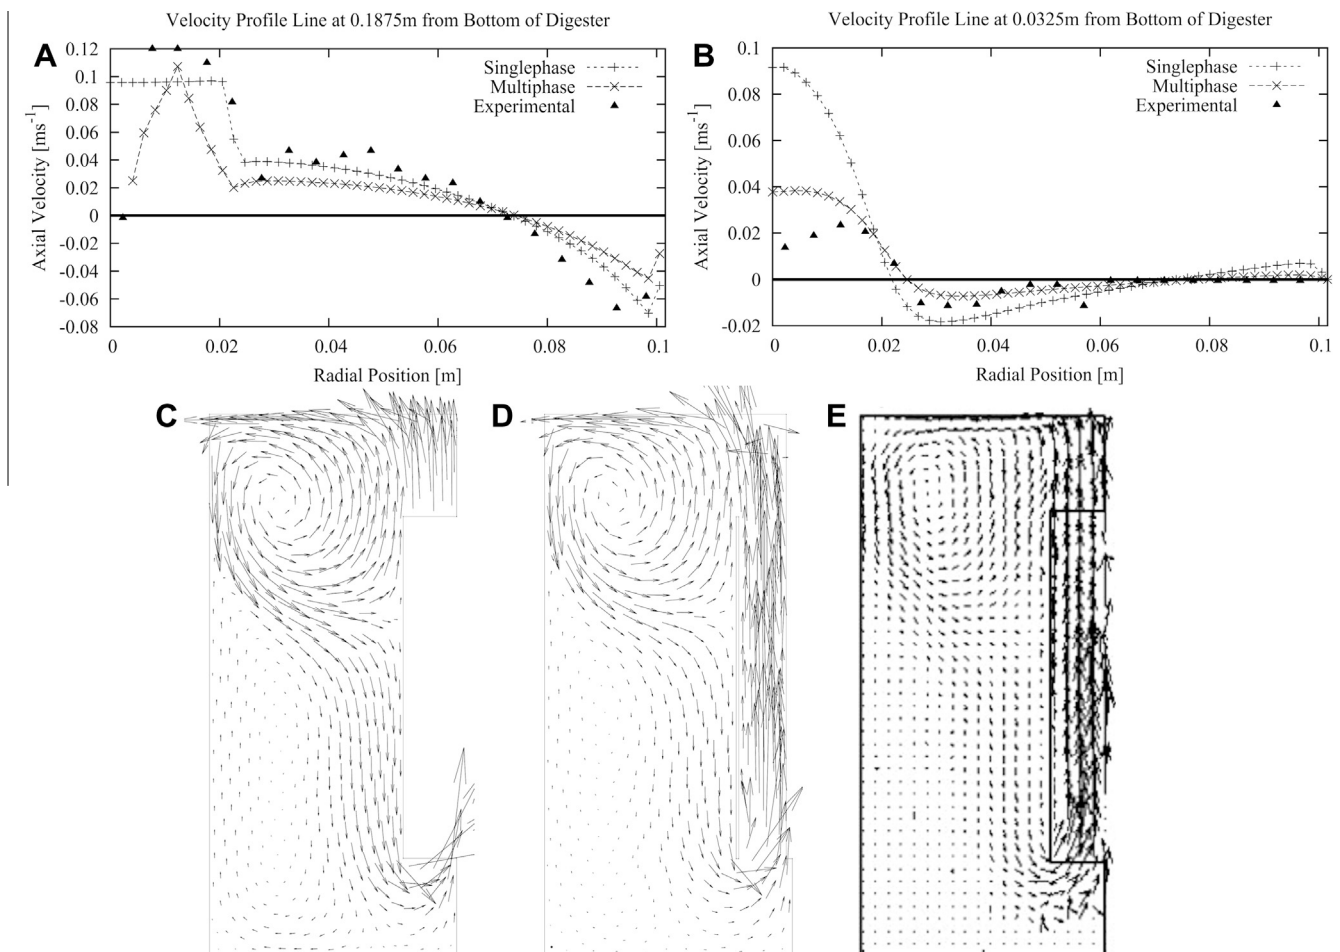 Velocity Profile Line at 0.1875m from Bottom of Digester
A
Axial Velocity [ms-1]
0.12
0.1
0.08
0.06
0.04
0.02
0
-0.02
-0.04
-0.06
-0.08
Singlephase
Multiphase
Experimental
0 0.02 0.04 0.06 0.08 0.1
Radial Position [m]
Velocity Profile Line at 0.0325m from Bottom of Digester
B
Axial Velocity [ms-1]
0.1
0.08
0.06
0.04
0.02
0
-0.02
Singlephase
Multiphase
Experimental
0 0.02 0.04 0.06 0.08 0.1
Radial Position [m]
C
D
E